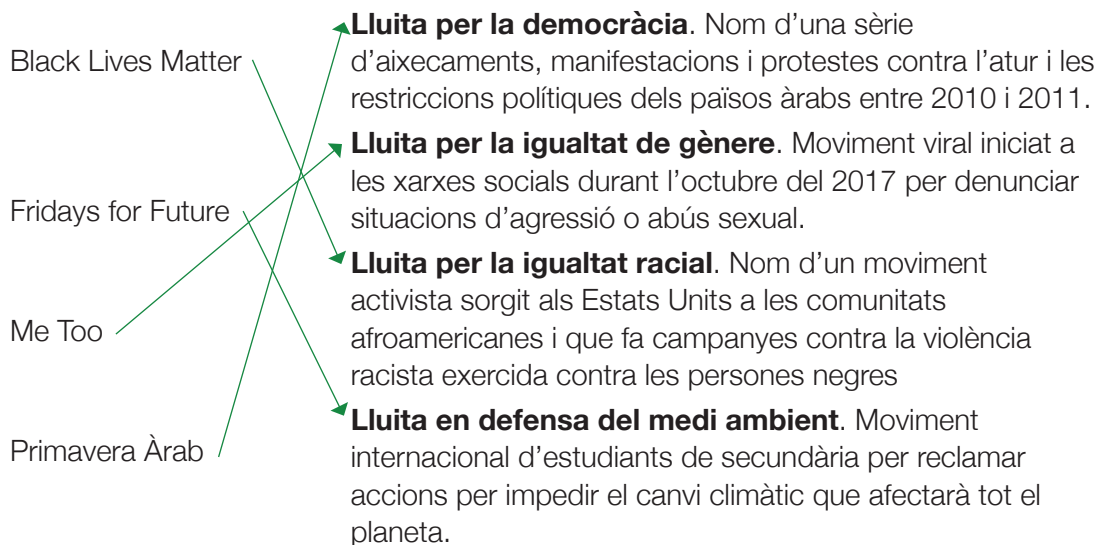 Black Lives Matter
Fridays for Future
Me Too
Primavera Àrab
Lluita per la democràcia. Nom d'una sèrie
d'aixecaments, manifestacions i protestes contra l'atur i les
restriccions polítiques dels països àrabs entre 2010 i 2011.
Lluita per la igualtat de gènere. Moviment viral iniciat a
les xarxes socials durant l'octubre del 2017 per denunciar
situacions d'agressió o abús sexual.
Lluita per la igualtat racial. Nom d'un moviment
activista sorgit als Estats Units a les comunitats
afroamericanes i que fa campanyes contra la violència
racista exercida contra les persones negres
Lluita en defensa del medi ambient. Moviment
internacional d'estudiants de secundària per reclamar
accions per impedir el canvi climàtic que afectarà tot el
planeta.